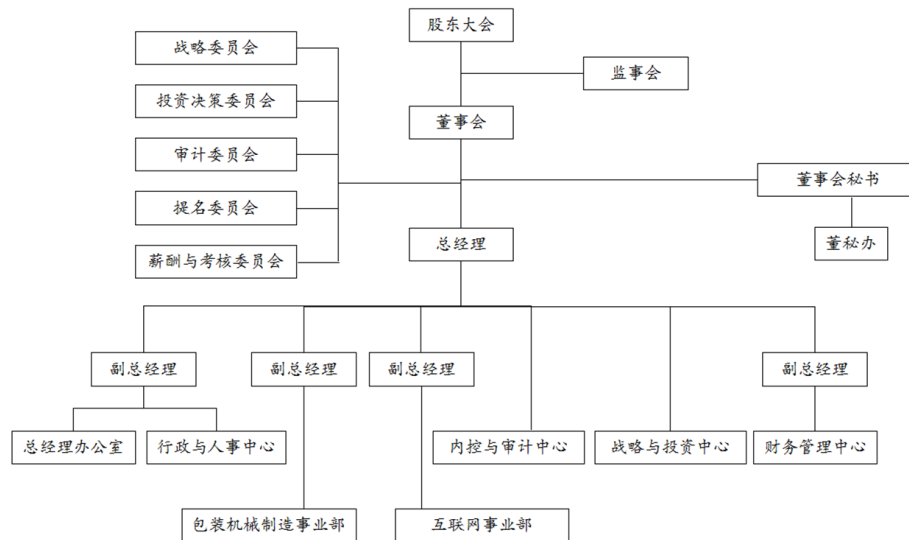 股东大会
战略委员会
监事会
投资决策委员会
董事会
审计委员会
董事会秘书
提名委员会
总经理
董秘办
薪酬与考核委员会
副总经理
副总经理
副总经理
副总经理
总经理办公室
行政与人事中心
内控与审计中心
战略与投资中心
财务管理中心
包装机械制造事业部
互联网事业部